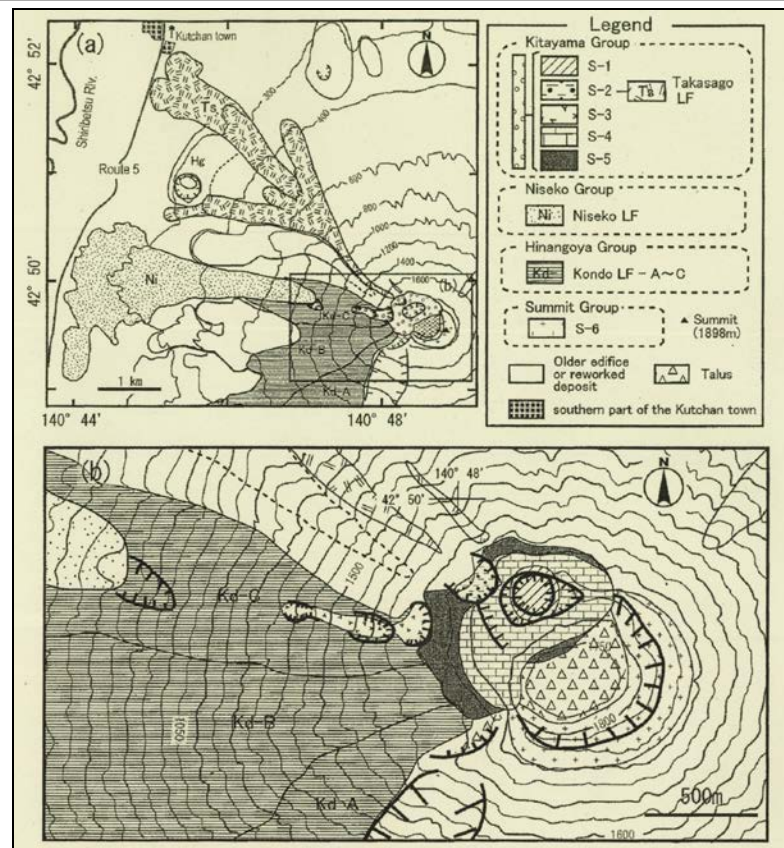 (a)
Kutchan town
N
52'
42°
Shiribetsu Riv.
Route 5
Ts
Hg
300
400
600
800
1000
1200
1400
1600
(b)
50'
42°
Ni
Kd-C
Kd-B
Kd-A
1 km
140° 44'
140° 48'
Legend
Kitayama Group
S-1
S-2
Ts
Takasago
LF
S-3
S-4
S-5
Niseko Group
Ni
Niseko LF
Hinangoya Group
Kd-
Kondo LF - A～C
Summit Group
S-6
Summit
(1898m)
Older edifice
or reworked
deposit
Talus
southern part of the Kutchan town
(b)
140° 48'
42° 50'
N
1500
Kd-C
Kd-B
1050
Kd-A
1800
500m
1600